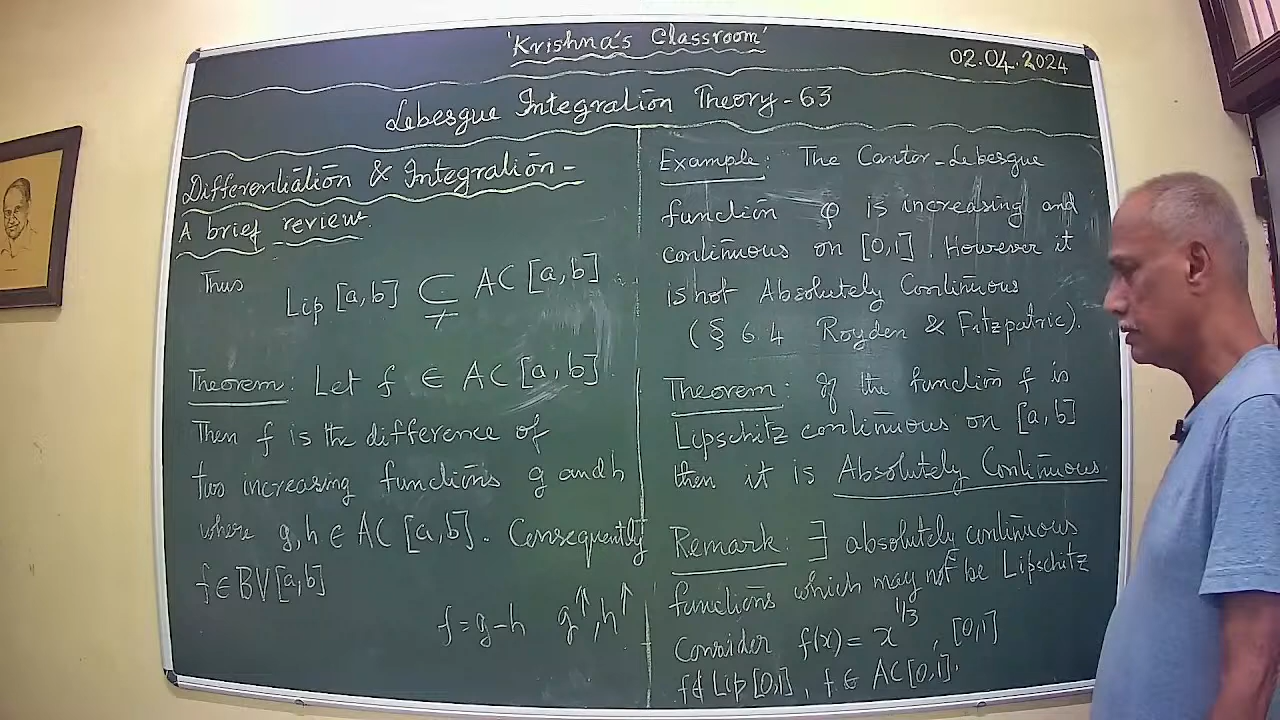 'Krishna's Classroom'
02.04.2024
Lebesgue Integration Theory-63
Differentiation & Integration-
A brief review.
Thus
Lip [a,b] ⊊ AC [a,b]
Theorem: Let f ∈ AC [a,b]
Then f is the difference of
two increasing functions g and h
where g,h ∈ AC [a,b]. Consequently
f ∈ BV[a,b]
f = g-h g↑, h↑
Example: The Cantor-Lebesgue
function φ is increasing and
continuous on [0,1]. However it
is not Absolutely Continuous
(§ 6.4 Royden & Fitzpatric).
Theorem: If the function f is
Lipschitz continuous on [a,b]
then it is Absolutely Continuous.
Remark: ∃ absolutely continuous
functions which may not be Lipschitz
Consider f(x) = x^{1/3}, [0,1]
f∉Lip[0,1], f ∈ AC[0,1].